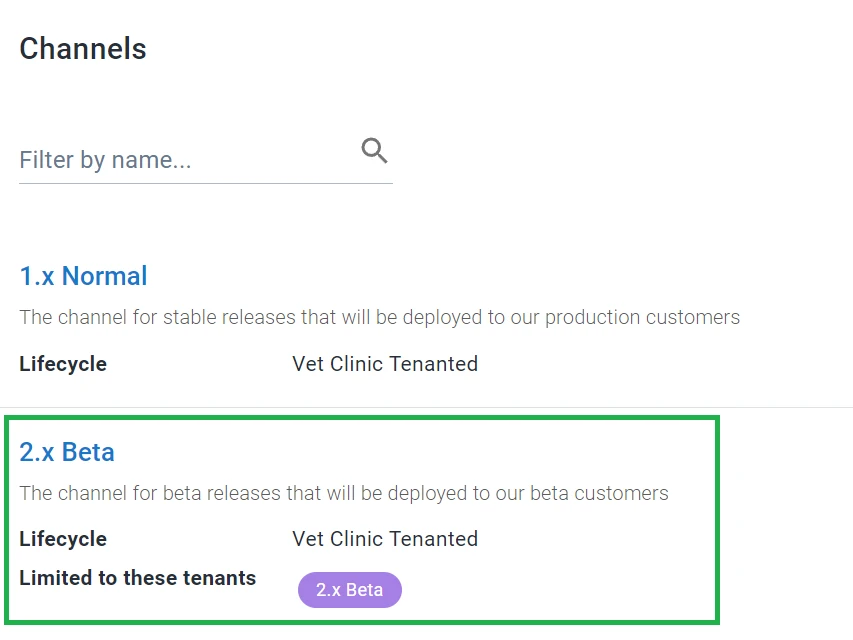 Channels
Filter by name...
1.x Normal
The channel for stable releases that will be deployed to our production customers
Lifecycle Vet Clinic Tenanted
2.x Beta
The channel for beta releases that will be deployed to our beta customers
Lifecycle Vet Clinic Tenanted
Limited to these tenants 2.x Beta